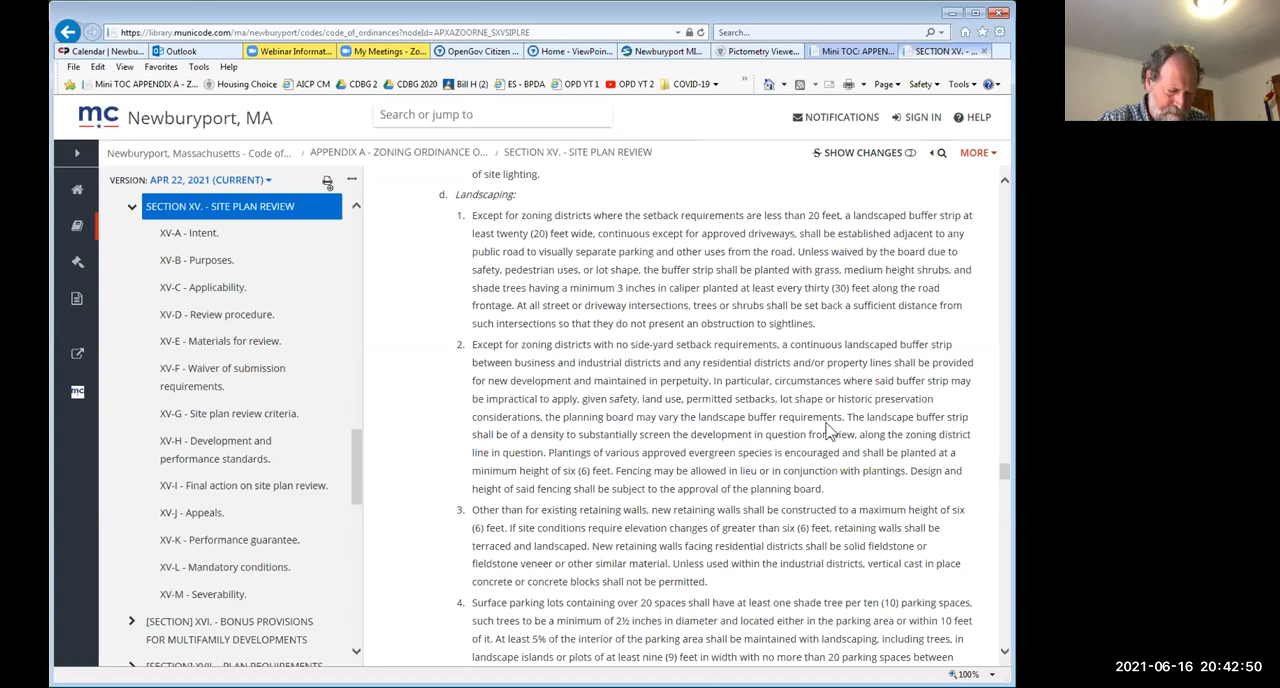 https://library.municode.com/ma/newburyport/codes/code_of_ordinances?nodeId=APXAZOORNE_SXVSIPLRE
Search...
Calendar | Newbu...
Outlook
Webinar Informat...
My Meetings - Zo...
OpenGov Citizen ...
Home - ViewPoin...
Newburyport MI...
Pictometry Viewe...
Mini TOC: APPEN...
SECTION XV. - ...
File Edit View Favorites Tools Help
Mini TOC APPENDIX A - Z...
Housing Choice
AICP CM
CDBG 2
CDBG 2020
Bill H (2)
ES - BPDA
OPD YT 1
OPD YT 2
COVID-19
Page
Safety
Tools
mc Newburyport, MA
Search or jump to
NOTIFICATIONS
SIGN IN
HELP
Newburyport, Massachusetts - Code of... / APPENDIX A - ZONING ORDINANCE O... / SECTION XV. - SITE PLAN REVIEW
SHOW CHANGES
MORE
VERSION: APR 22, 2021 (CURRENT)
SECTION XV. - SITE PLAN REVIEW
XV-A - Intent.
XV-B - Purposes.
XV-C - Applicability.
XV-D - Review procedure.
XV-E - Materials for review.
XV-F - Waiver of submission
requirements.
XV-G - Site plan review criteria.
XV-H - Development and
performance standards.
XV-I - Final action on site plan review.
XV-J - Appeals.
XV-K - Performance guarantee.
XV-L - Mandatory conditions.
XV-M - Severability.
[SECTION] XVI. - BONUS PROVISIONS
FOR MULTIFAMILY DEVELOPMENTS
[SECTION] XVII. - PLAN REQUIREMENTS
mc
of site lighting.
d. Landscaping:
1. Except for zoning districts where the setback requirements are less than 20 feet, a landscaped buffer strip at
least twenty (20) feet wide, continuous except for approved driveways, shall be established adjacent to any
public road to visually separate parking and other uses from the road. Unless waived by the board due to
safety, pedestrian uses, or lot shape, the buffer strip shall be planted with grass, medium height shrubs, and
shade trees having a minimum 3 inches in caliper planted at least every thirty (30) feet along the road
frontage. At all street or driveway intersections, trees or shrubs shall be set back a sufficient distance from
such intersections so that they do not present an obstruction to sightlines.
2. Except for zoning districts with no side-yard setback requirements, a continuous landscaped buffer strip
between business and industrial districts and any residential districts and/or property lines shall be provided
for new development and maintained in perpetuity. In particular, circumstances where said buffer strip may
be impractical to apply, given safety, land use, permitted setbacks, lot shape or historic preservation
considerations, the planning board may vary the landscape buffer requirements. The landscape buffer strip
shall be of a density to substantially screen the development in question from view, along the zoning district
line in question. Plantings of various approved evergreen species is encouraged and shall be planted at a
minimum height of six (6) feet. Fencing may be allowed in lieu or in conjunction with plantings. Design and
height of said fencing shall be subject to the approval of the planning board.
3. Other than for existing retaining walls, new retaining walls shall be constructed to a maximum height of six
(6) feet. If site conditions require elevation changes of greater than six (6) feet, retaining walls shall be
terraced and landscaped. New retaining walls facing residential districts shall be solid fieldstone or
fieldstone veneer or other similar material. Unless used within the industrial districts, vertical cast in place
concrete or concrete blocks shall not be permitted.
4. Surface parking lots containing over 20 spaces shall have at least one shade tree per ten (10) parking spaces,
such trees to be a minimum of 2½ inches in diameter and located either in the parking area or within 10 feet
of it. At least 5% of the interior of the parking area shall be maintained with landscaping, including trees, in
landscape islands or plots of at least nine (9) feet in width with no more than 20 parking spaces between
100%
2021-06-16 20:42:50